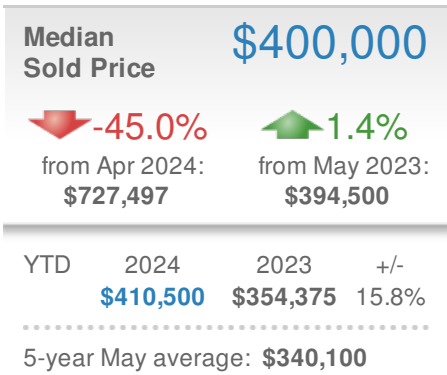 Median
Sold Price
$400,000
-45.0%
from Apr 2024:
$727,497
1.4%
from May 2023:
$394,500
YTD 2024 2023 +/-
$410,500 $354,375 15.8%
5-year May average: $340,100